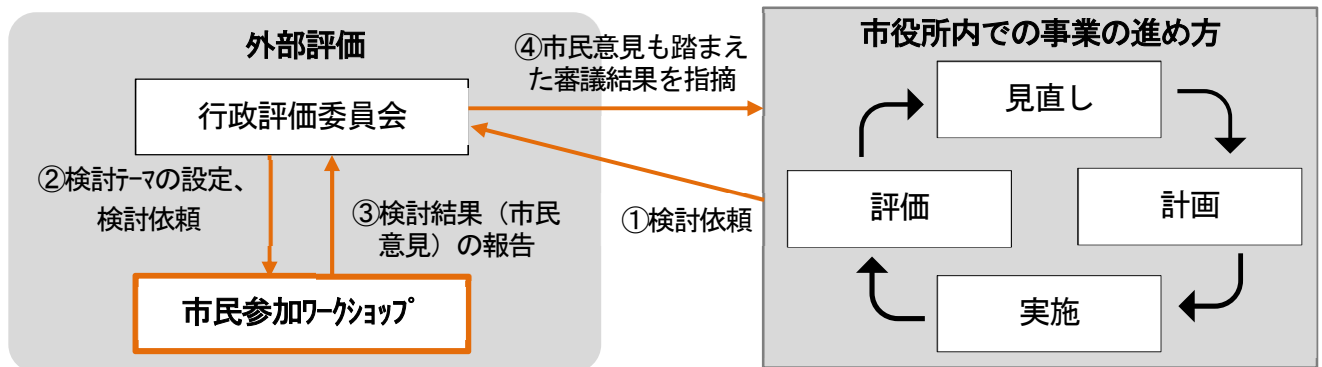 外部評価
行政評価委員会
②検討ﾃｰﾏの設定、
検討依頼
③検討結果（市民
意見）の報告
市民参加ﾜｰｸｼｮｯﾌﾟ
④市民意見も踏まえ
た審議結果を指摘
①検討依頼
市役所内での事業の進め方
見直し
評価
計画
実施